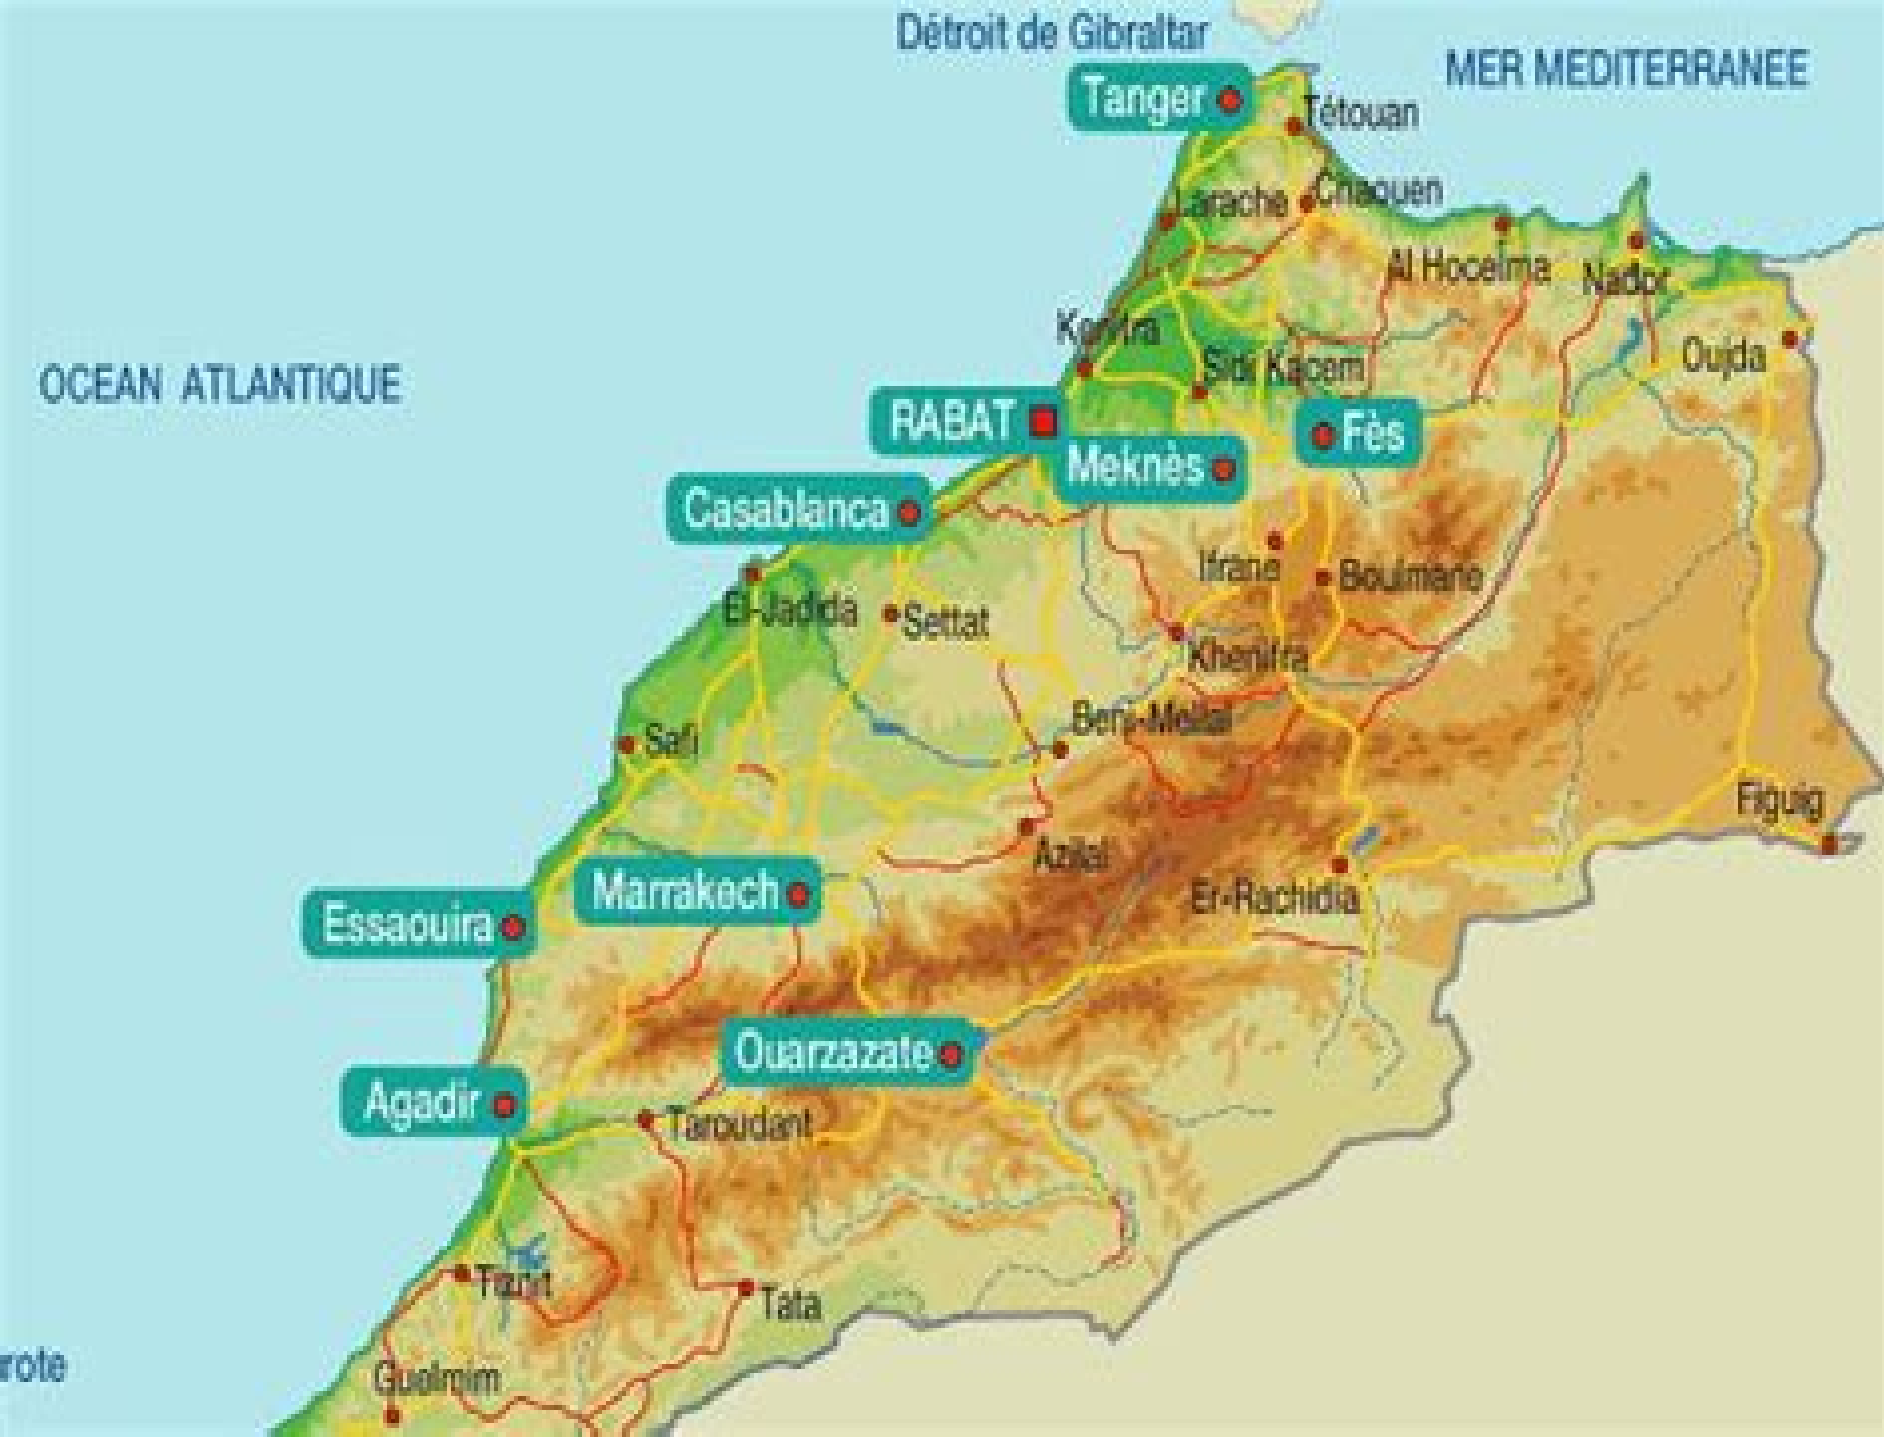 Détroit de Gibraltar
MER MEDITERRANEE
Tanger
Tétouan
Larache
Chaouen
Al Hoceima
Nador
Kenitra
OCEAN ATLANTIQUE
Sidi Kacem
Oujda
RABAT
Fès
Meknès
Casablanca
Ifrane
Boulmane
El-Jadida
Settat
Khenifra
Beni-Mellal
Safi
Figuig
Azilal
Marrakech
Er-Rachidia
Essaouira
Ouarzazate
Agadir
Taroudant
Tiznit
Tata
rote
Guelmim